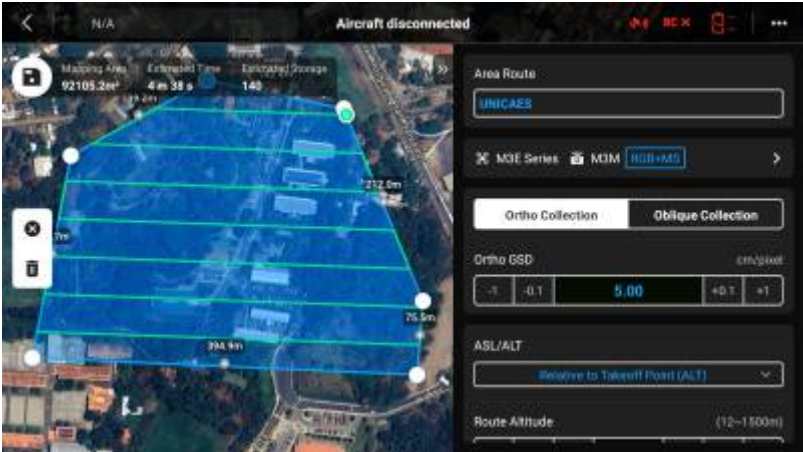 N/A
Aircraft disconnected
RC X
Mapping Area Estimated Time Estimated Storage
92105.2m² 4 m 38 s 140
212.0m
7m
75.5m
394.9m
Area Route
UNICAES
M3E Series M3M RGB+MS
Ortho Collection Oblique Collection
Ortho GSD cm/pixel
-1 -0.1 5.00 +0.1 +1
ASL/ALT
Relative to Takeoff Point (ALT)
Route Altitude (12~1500m)